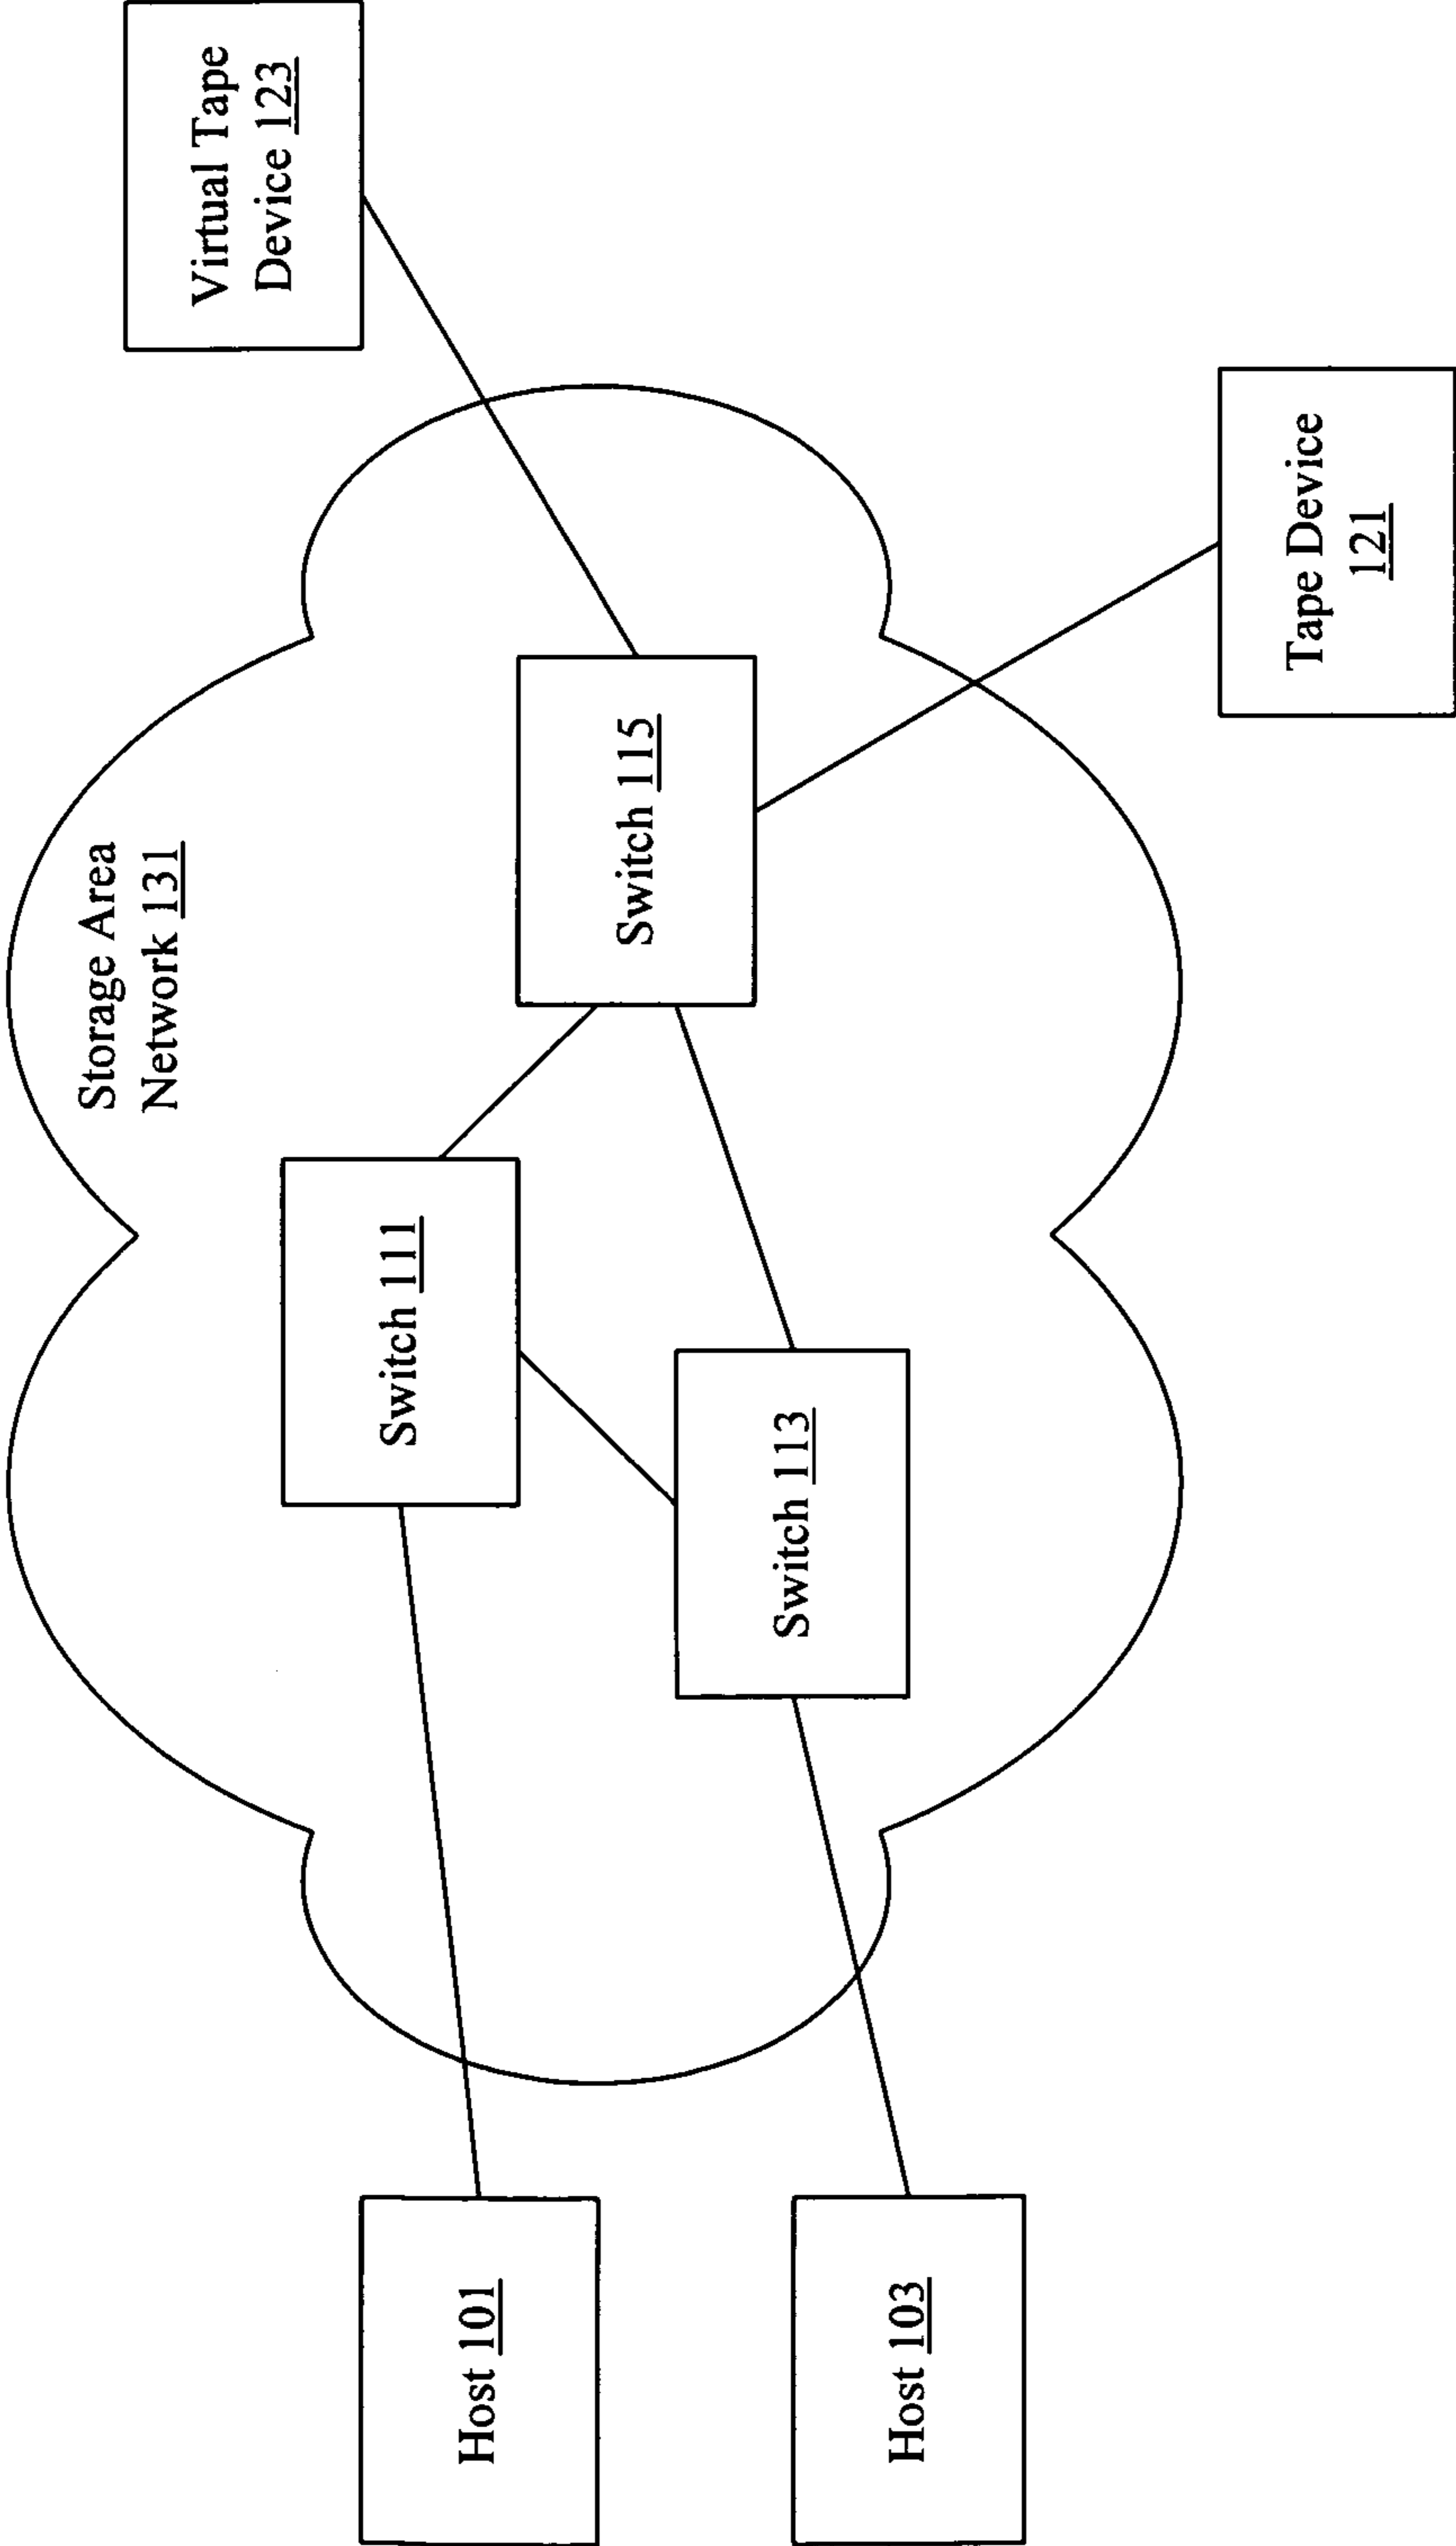 Storage Area
Network 131
Virtual Tape
Device 123
Host 101
Switch 111
Switch 115
Host 103
Switch 113
Tape Device
121